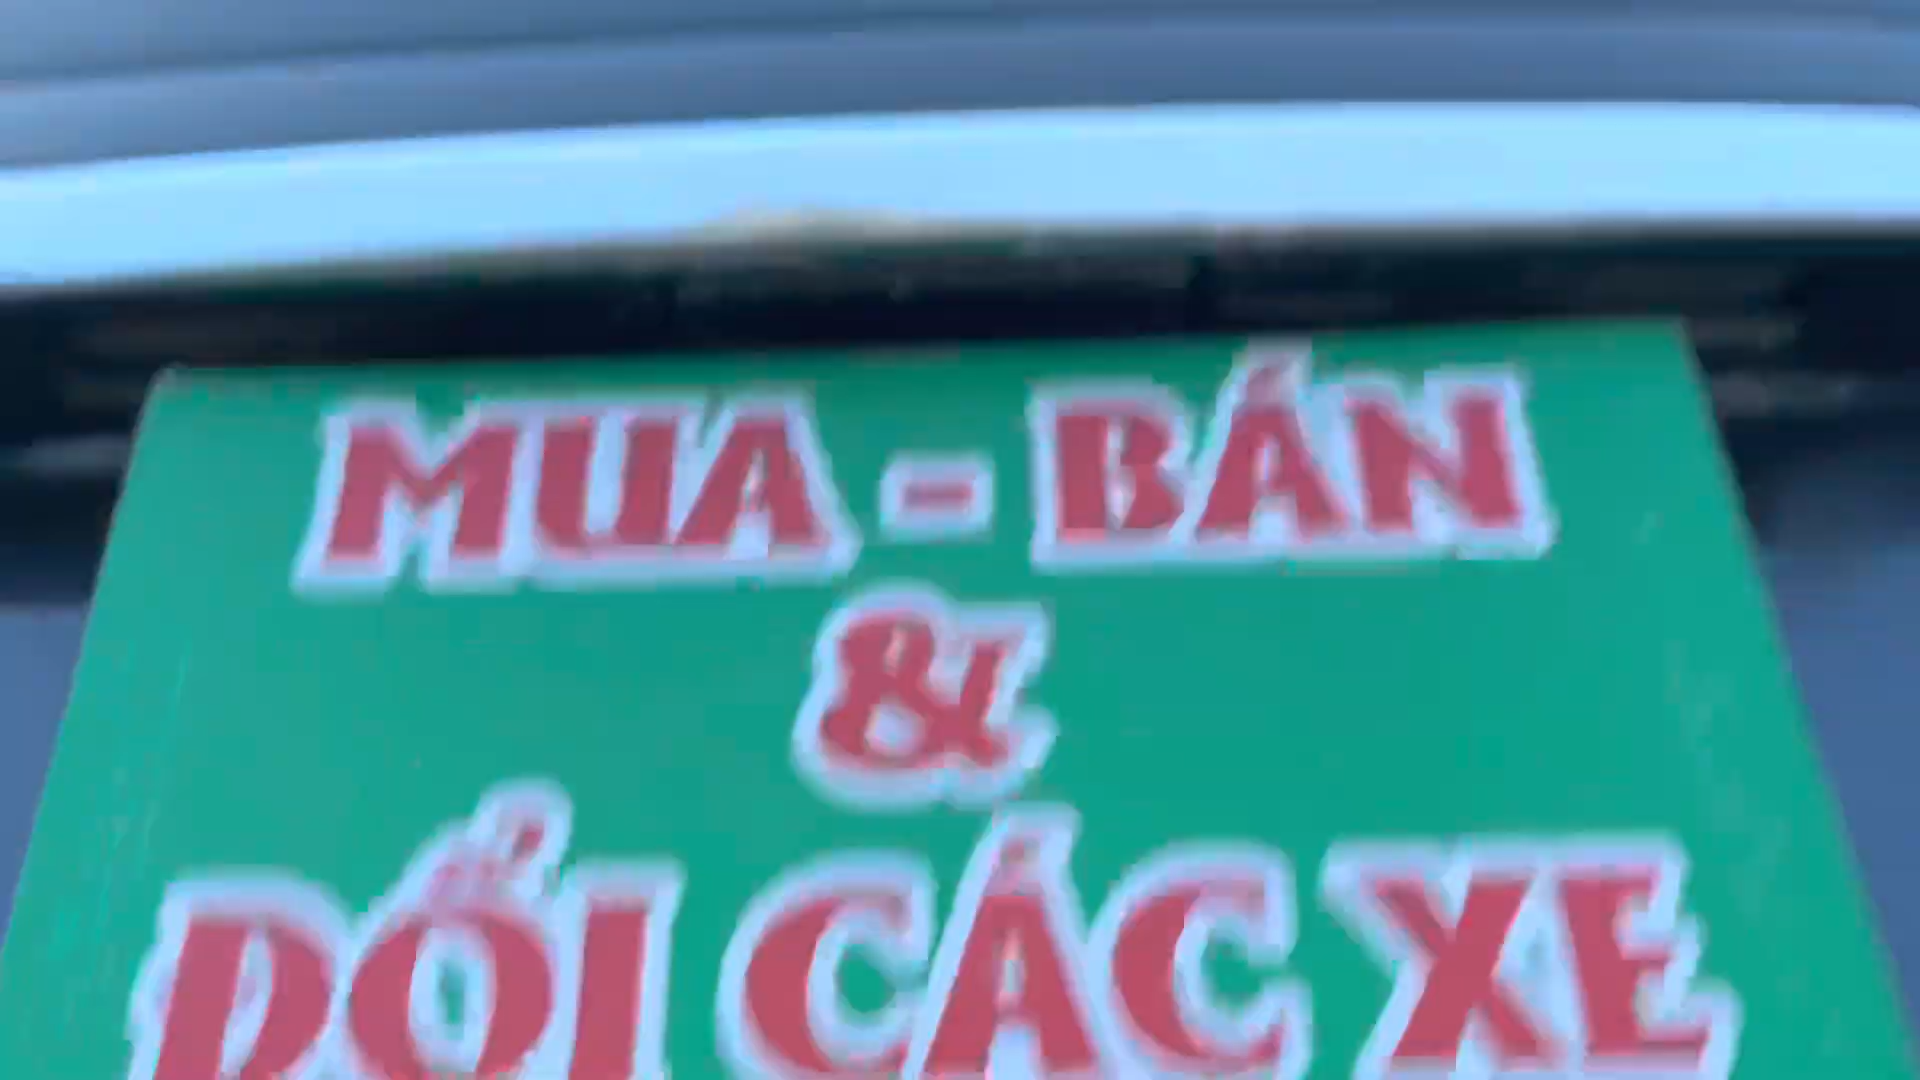 MUA - BÁN
&
ĐỔI CÁC XE